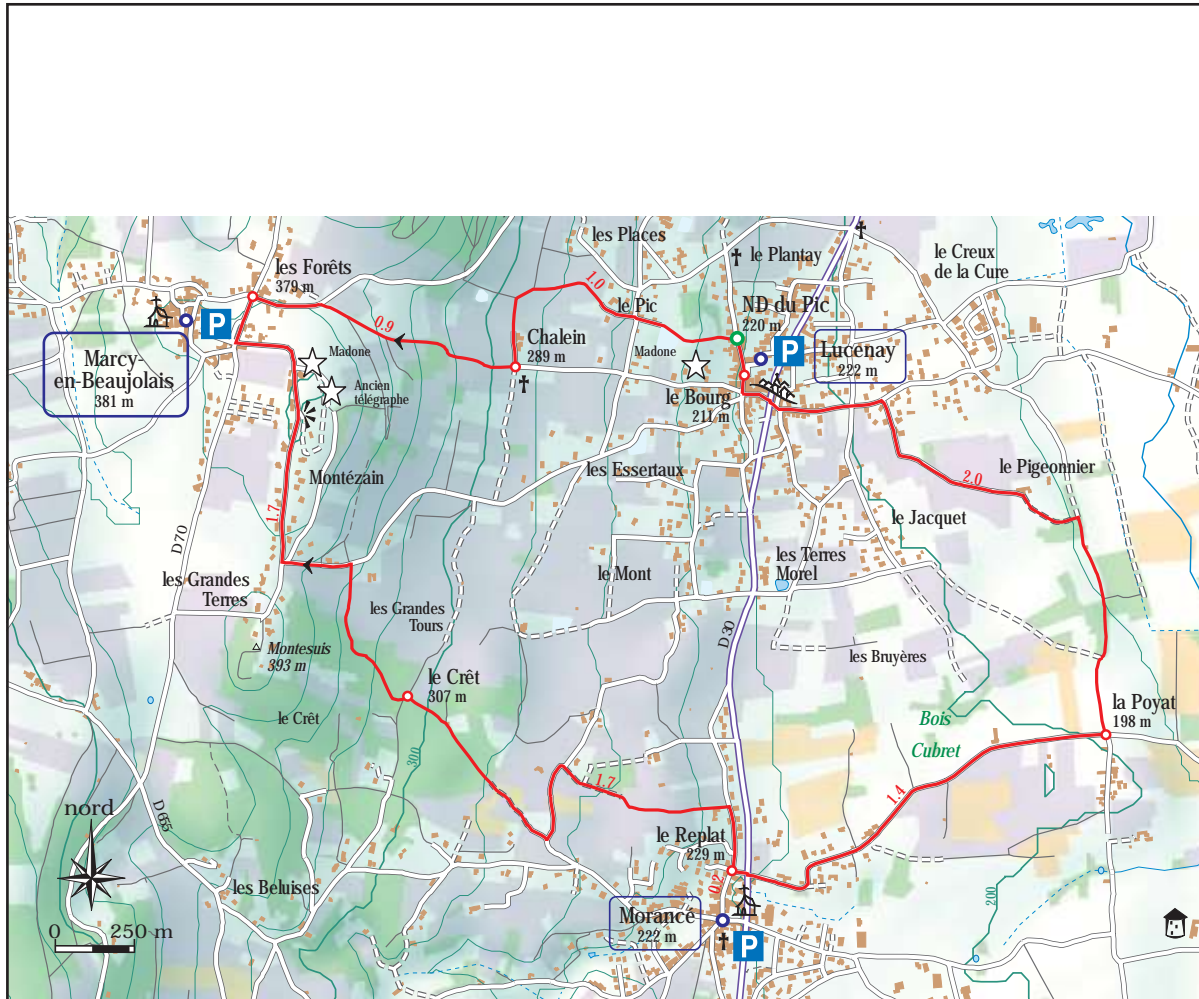 les Places
le Plantay
le Creux
de la Cure
les Forêts
379 m
1.0
le Pic
ND du Pic
220 m
P
0.9
Chalein
289 m
Madone
P
Lucenay
222 m
Marcy-
en-Beaujolais
381 m
Madone
Ancien
télégraphe
le Bourg
211 m
Montézain
les Essertaux
2.0
le Pigeonnier
1.7
le Jacquet
D 70
les Grandes
Terres
le Mont
les Terres
Morel
les Grandes
Tours
D 30
Montesuis
393 m
les Bruyères
le Crêt
307 m
le Crêt
la Poyat
198 m
Bois
Cubret
300
1.7
1.4
nord
D 655
le Replat
229 m
0.2
les Beluises
200
Morancé
222 m
P
0 250 m